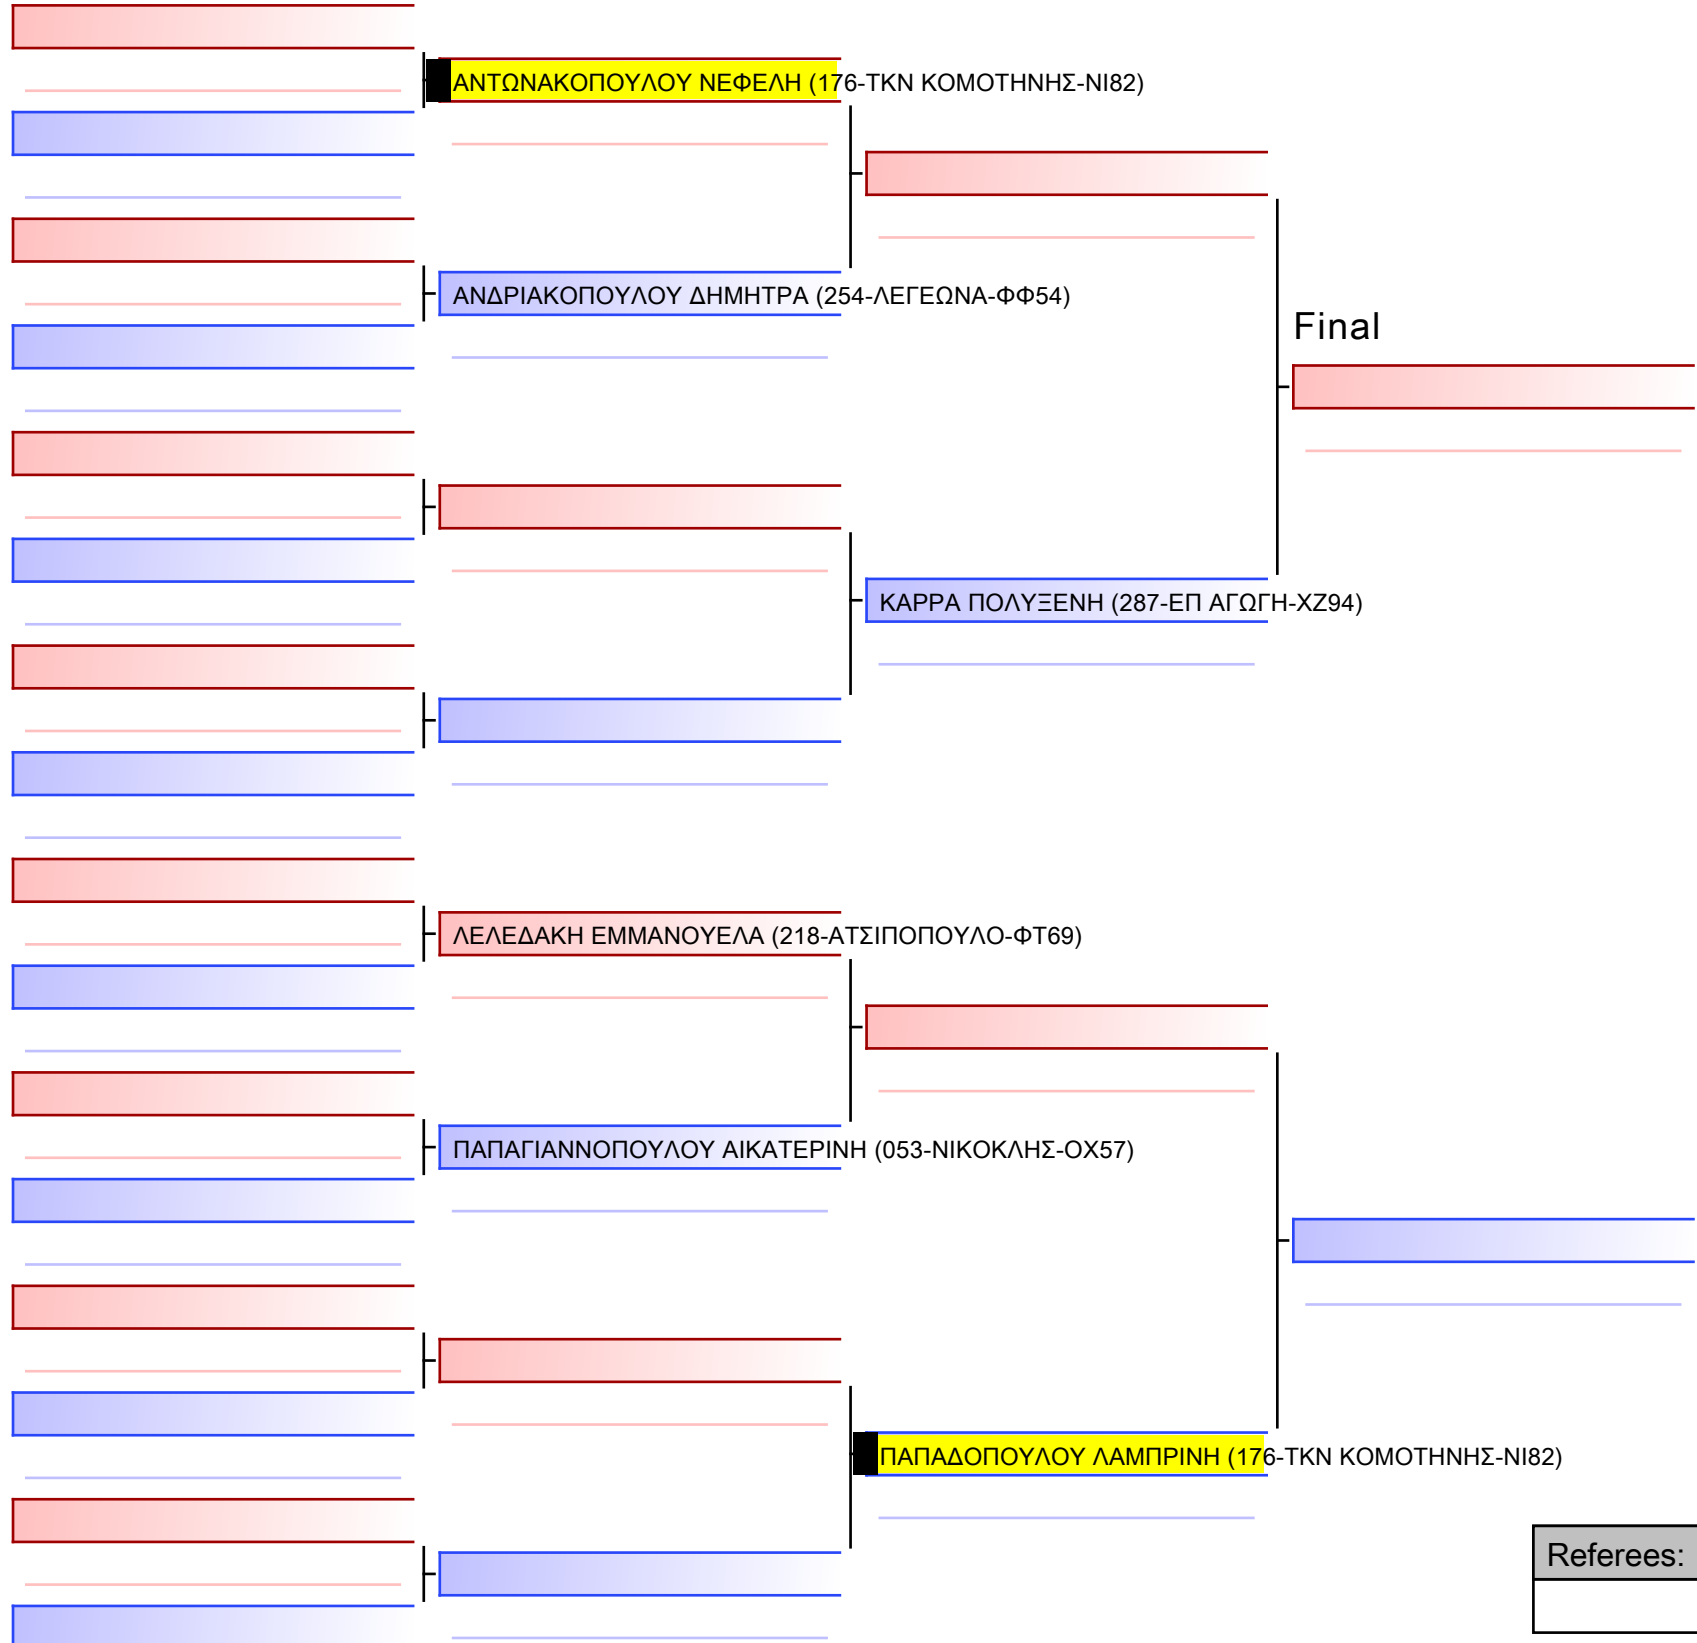 ΑΝΤΩΝΑΚΟΠΟΥΛΟΥ ΝΕΦΕΛΗ (176-ΤΚΝ ΚΟΜΟΤΗΝΗΣ-ΝΙ82)
ΑΝΔΡΙΑΚΟΠΟΥΛΟΥ ΔΗΜΗΤΡΑ (254-ΛΕΓΕΩΝΑ-ΦΦ54)
Final
ΚΑΡΡΑ ΠΟΛΥΞΕΝΗ (287-ΕΠ ΑΓΩΓΗ-ΧΖ94)
ΛΕΛΕΔΑΚΗ ΕΜΜΑΝΟΥΕΛΑ (218-ΑΤΣΙΠΟΠΟΥΛΟ-ΦΤ69)
ΠΑΠΑΓΙΑΝΝΟΠΟΥΛΟΥ ΑΙΚΑΤΕΡΙΝΗ (053-ΝΙΚΟΚΛΗΣ-ΟΧ57)
ΠΑΠΑΔΟΠΟΥΛΟΥ ΛΑΜΠΡΙΝΗ (176-ΤΚΝ ΚΟΜΟΤΗΝΗΣ-ΝΙ82)
Referees: